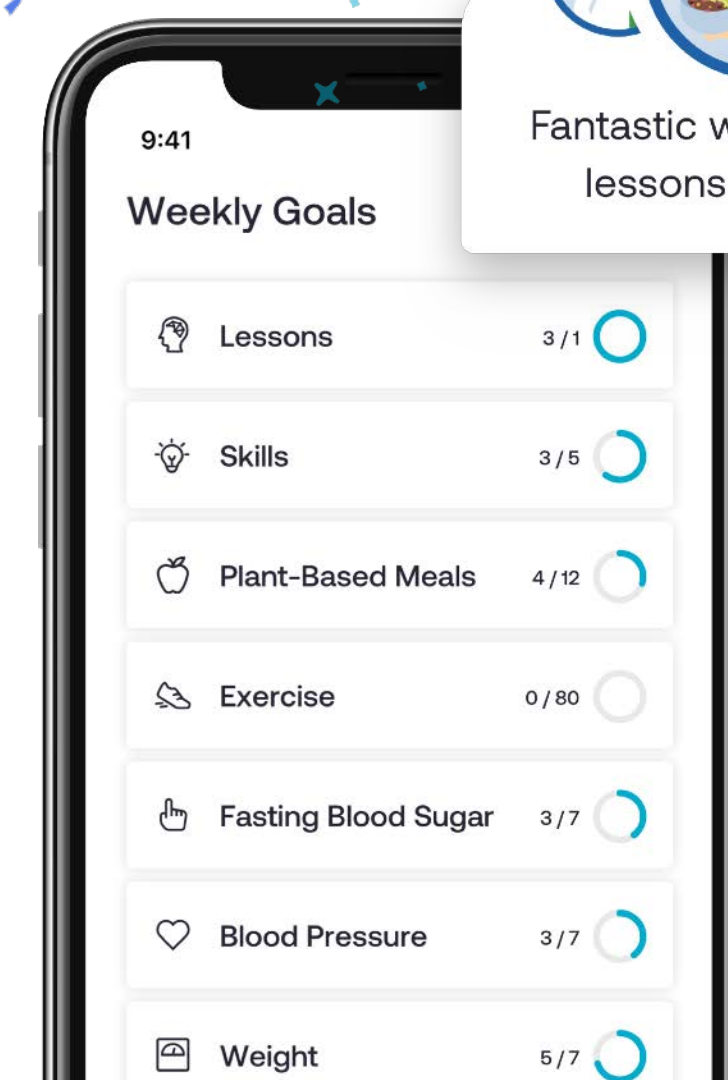 Fantastic
lessons
9:41
Weekly Goals
Lessons 3 / 1
Skills 3 / 5
Plant-Based Meals 4 / 12
Exercise 0 / 80
Fasting Blood Sugar 3 / 7
Blood Pressure 3 / 7
Weight 5 / 7